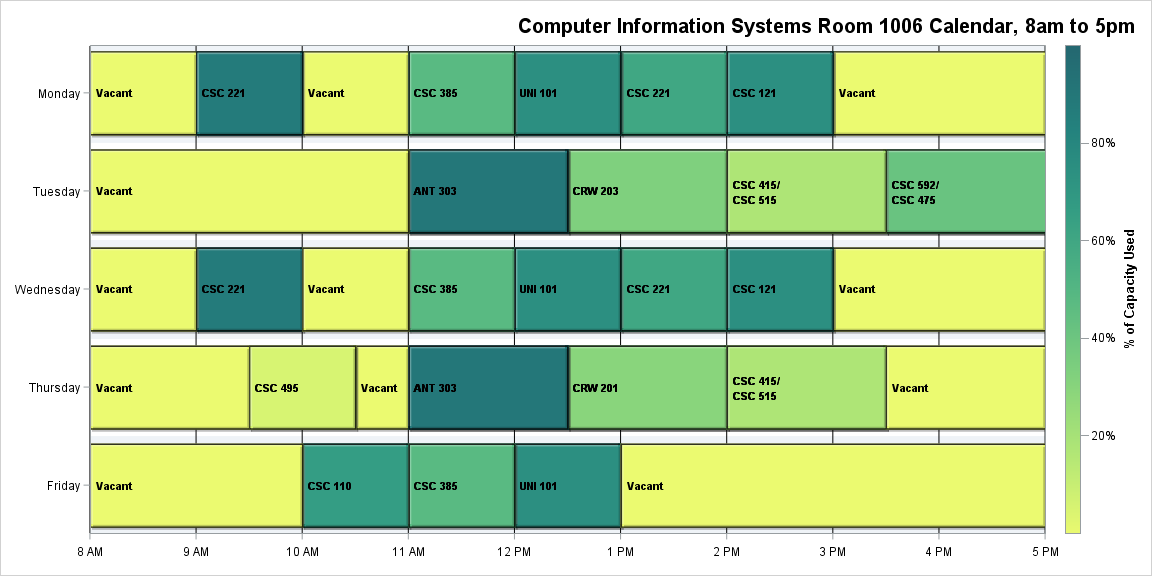 Computer Information Systems Room 1006 Calendar, 8am to 5pm
Monday
Vacant
CSC 221
Vacant
CSC 385
UNI 101
CSC 221
CSC 121
Vacant
Tuesday
Vacant
ANT 303
CRW 203
CSC 415/
CSC 515
CSC 592/
CSC 475
Wednesday
Vacant
CSC 221
Vacant
CSC 385
UNI 101
CSC 221
CSC 121
Vacant
Thursday
Vacant
CSC 495
Vacant
ANT 303
CRW 201
CSC 415/
CSC 515
Vacant
Friday
Vacant
CSC 110
CSC 385
UNI 101
Vacant
8 AM
9 AM
10 AM
11 AM
12 PM
1 PM
2 PM
3 PM
4 PM
5 PM
80%
60%
40%
20%
% of Capacity Used